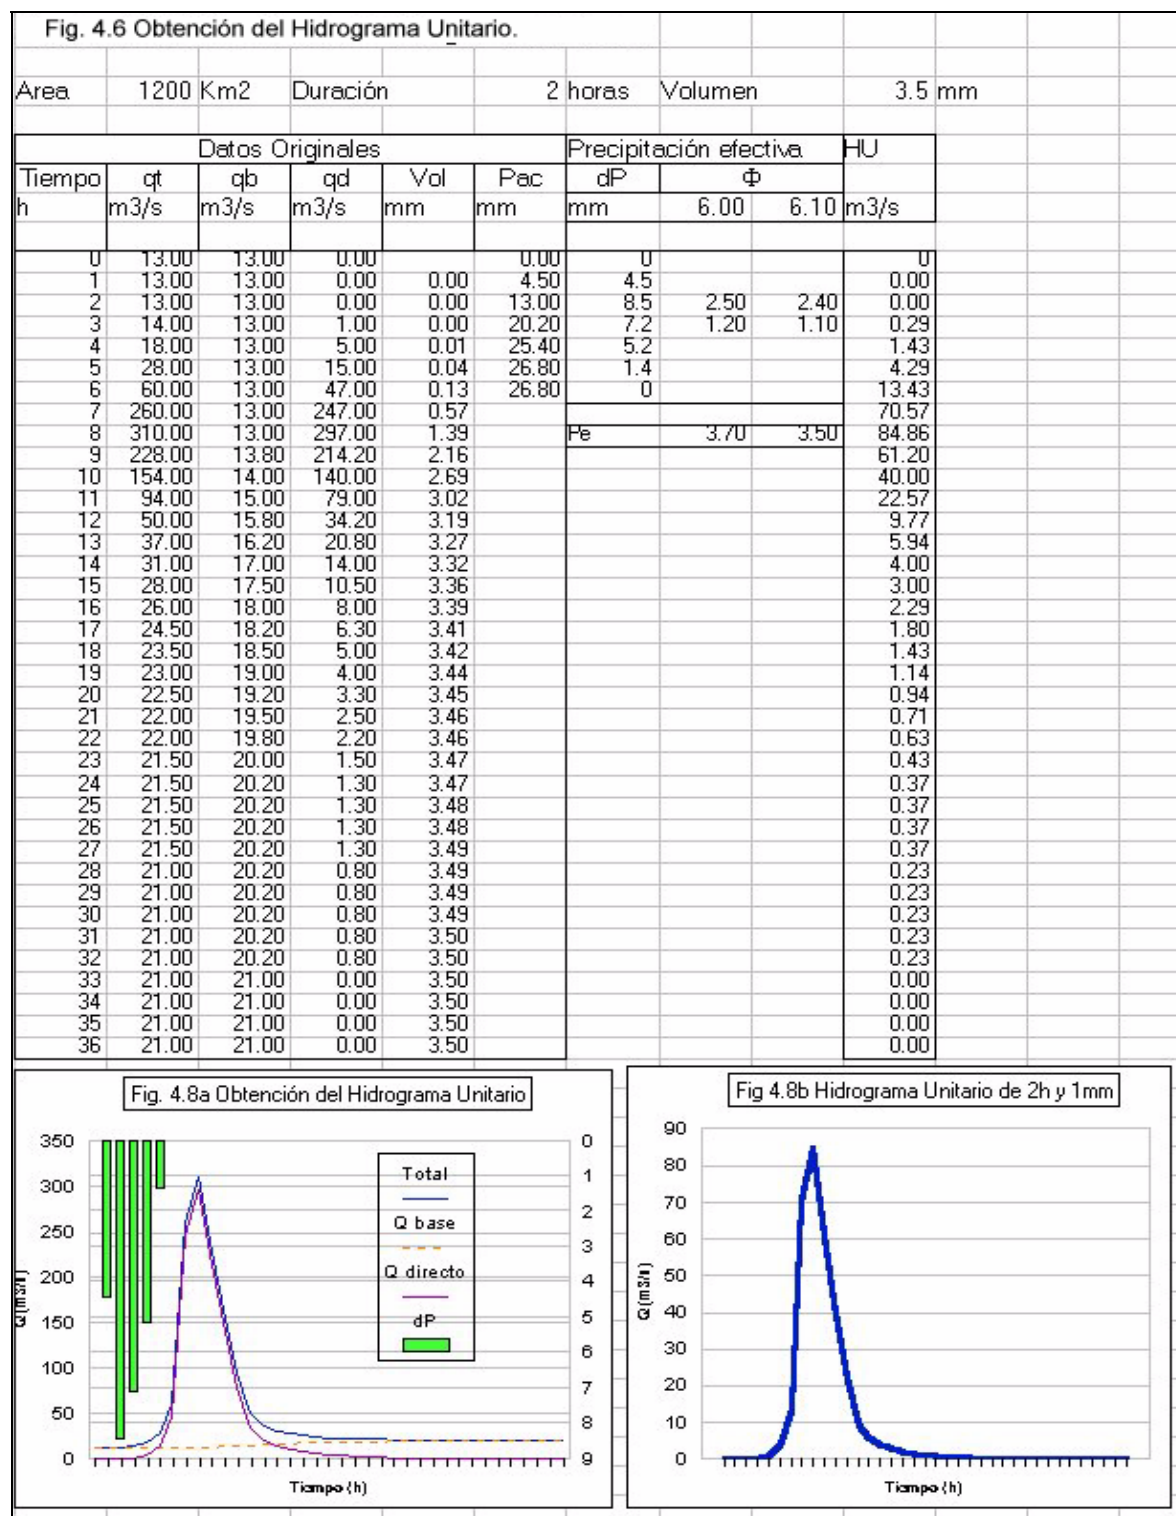 Fig. 4.6 Obtención del Hidrograma Unitario.
Area 1200 Km2 Duración 2 horas Volumen 3.5 mm
Datos Originales Precipitación efectiva HU
Tiempo qt qb qd Vol Pac dP Φ
h m3/s m3/s m3/s mm mm mm 6.00 6.10 m3/s
0 13.00 13.00 0.00 0.00 0 0
1 13.00 13.00 0.00 0.00 4.50 4.5 0.00
2 13.00 13.00 0.00 0.00 13.00 8.5 2.50 2.40 0.00
3 14.00 13.00 1.00 0.00 20.20 7.2 1.20 1.10 0.29
4 18.00 13.00 5.00 0.01 25.40 5.2 1.43
5 28.00 13.00 15.00 0.04 26.80 1.4 4.29
6 60.00 13.00 47.00 0.13 26.80 0 13.43
7 260.00 13.00 247.00 0.57 70.57
8 310.00 13.00 297.00 1.39 Pe 3.70 3.50 84.86
9 228.00 13.80 214.20 2.16 61.20
10 154.00 14.00 140.00 2.69 40.00
11 94.00 15.00 79.00 3.02 22.57
12 50.00 15.80 34.20 3.19 9.77
13 37.00 16.20 20.80 3.27 5.94
14 31.00 17.00 14.00 3.32 4.00
15 28.00 17.50 10.50 3.36 3.00
16 26.00 18.00 8.00 3.39 2.29
17 24.50 18.20 6.30 3.41 1.80
18 23.50 18.50 5.00 3.42 1.43
19 23.00 19.00 4.00 3.44 1.14
20 22.50 19.20 3.30 3.45 0.94
21 22.00 19.50 2.50 3.46 0.71
22 22.00 19.80 2.20 3.46 0.63
23 21.50 20.00 1.50 3.47 0.43
24 21.50 20.20 1.30 3.47 0.37
25 21.50 20.20 1.30 3.48 0.37
26 21.50 20.20 1.30 3.48 0.37
27 21.50 20.20 1.30 3.49 0.37
28 21.00 20.20 0.80 3.49 0.23
29 21.00 20.20 0.80 3.49 0.23
30 21.00 20.20 0.80 3.49 0.23
31 21.00 20.20 0.80 3.50 0.23
32 21.00 20.20 0.80 3.50 0.23
33 21.00 21.00 0.00 3.50 0.00
34 21.00 21.00 0.00 3.50 0.00
35 21.00 21.00 0.00 3.50 0.00
36 21.00 21.00 0.00 3.50 0.00
Fig. 4.8a Obtención del Hidrograma Unitario
350
300
250
200
150
100
50
0
Q (m3/s)
Total
Q base
Q directo
dP
0
1
2
3
4
5
6
7
8
9
Tiempo (h)
Fig 4.8b Hidrograma Unitario de 2h y 1mm
90
80
70
60
50
40
30
20
10
0
Q (m3/s)
Tiempo (h)